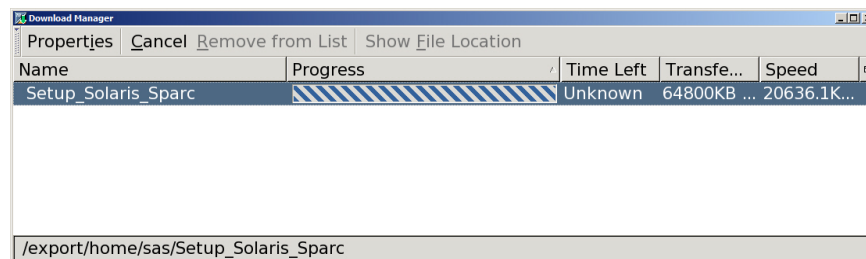 Download Manager
Properties Cancel Remove from List Show File Location
Name Progress Time Left Transfe... Speed
Setup_Solaris_Sparc Unknown 64800KB ... 20636.1K...
/export/home/sas/Setup_Solaris_Sparc